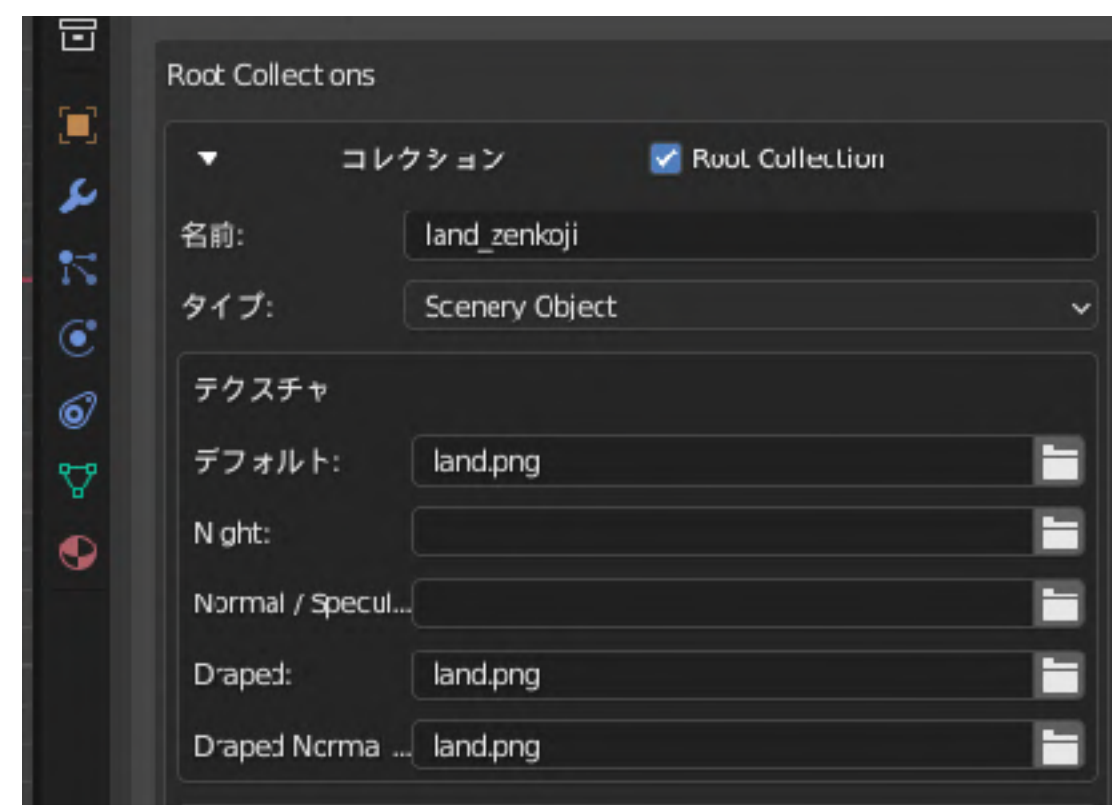 Root Collections
コレクション Root Collection
名前: land_zenkoji
タイプ: Scenery Object
テクスチャ
デフォルト: land.png
Night:
Normal / Specul...
Draped: land.png
Draped Norma ... land.png